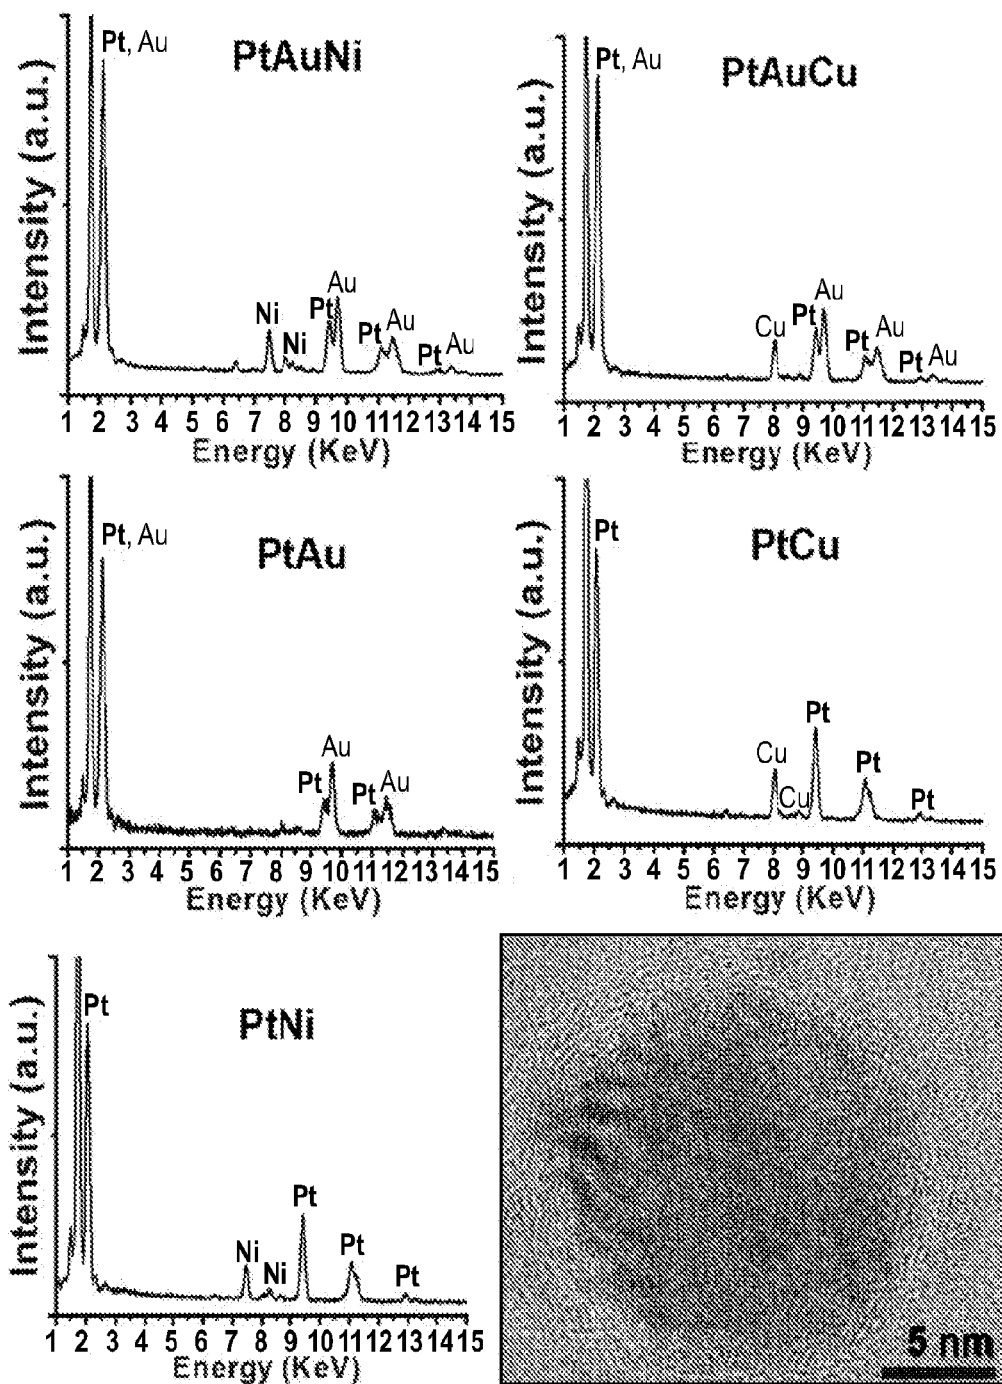 PtAuNi
Intensity (a.u.)
Pt, Au
Ni
Ni
Pt
Au
Pt
Au
Pt
Au
1 2 3 4 5 6 7 8 9 10 11 12 13 14 15
Energy (KeV)
PtAuCu
Intensity (a.u.)
Pt, Au
Cu
Pt
Au
Pt
Au
Pt
Au
1 2 3 4 5 6 7 8 9 10 11 12 13 14 15
Energy (KeV)
PtAu
Intensity (a.u.)
Pt, Au
Pt
Au
Pt
Au
1 2 3 4 5 6 7 8 9 10 11 12 13 14 15
Energy (KeV)
PtCu
Intensity (a.u.)
Pt
Cu
Cu
Pt
Pt
Pt
1 2 3 4 5 6 7 8 9 10 11 12 13 14 15
Energy (KeV)
PtNi
Intensity (a.u.)
Pt
Ni
Ni
Pt
Pt
Pt
1 2 3 4 5 6 7 8 9 10 11 12 13 14 15
Energy (KeV)
5 nm